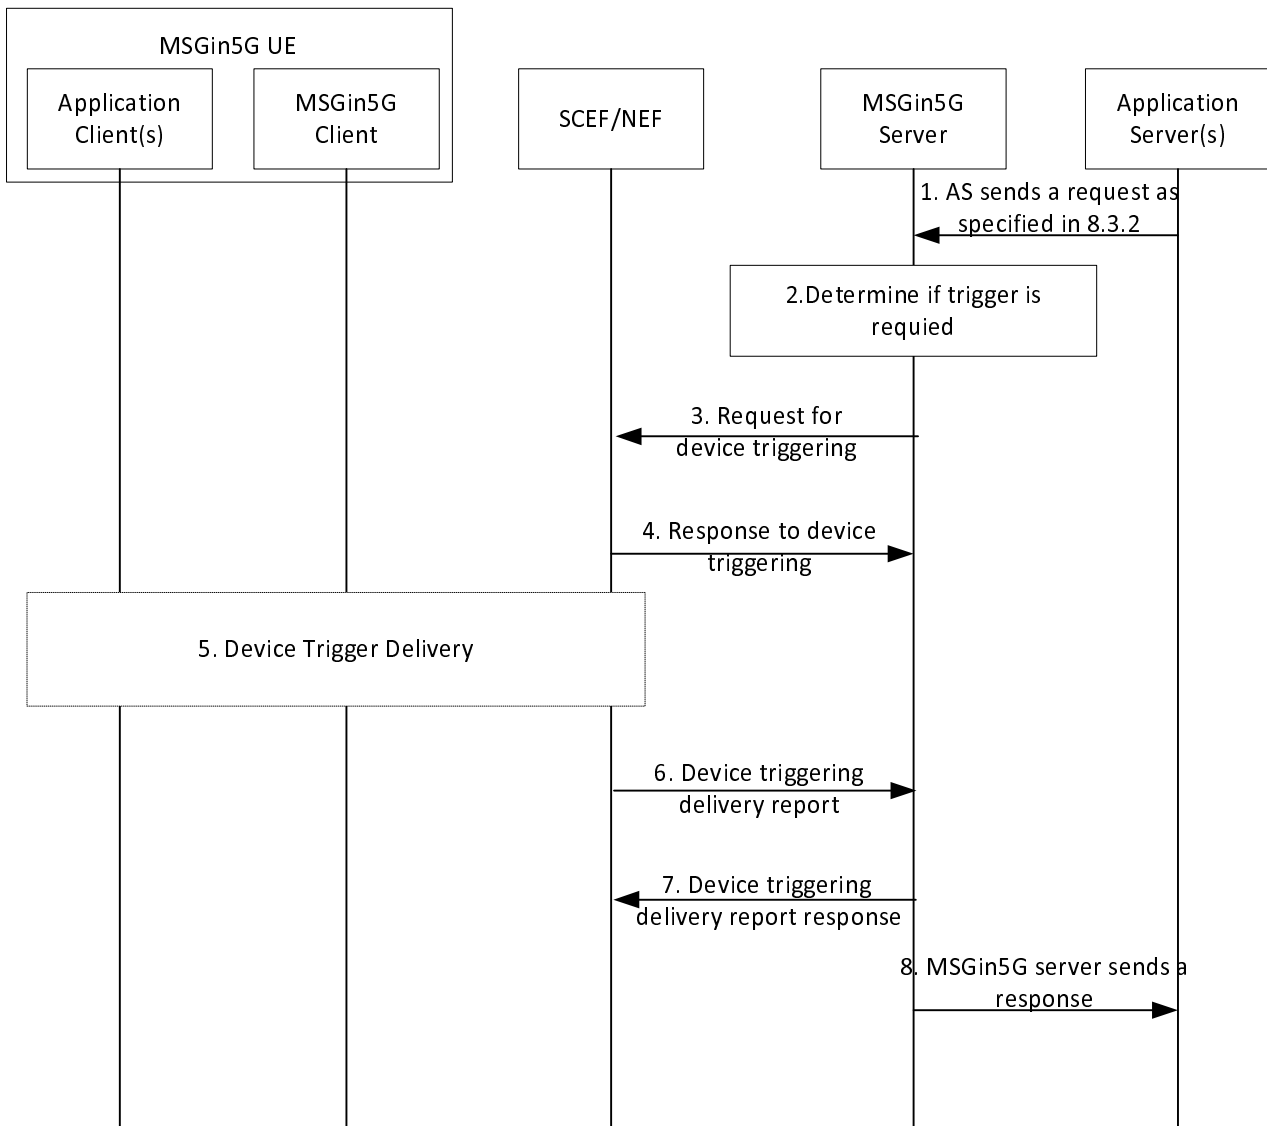 MSGin5G UE
Application
Client(s)
MSGin5G
Client
SCEF/NEF
MSGin5G
Server
Application
Server(s)
1. AS sends a request as
specified in 8.3.2
2.Determine if trigger is
requied
3. Request for
device triggering
4. Response to device
triggering
5. Device Trigger Delivery
6. Device triggering
delivery report
7. Device triggering
delivery report response
8. MSGin5G server sends a
response